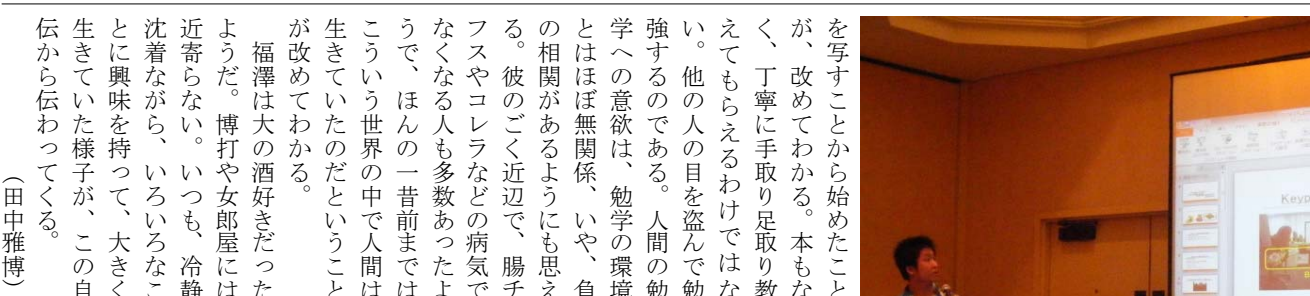 を写すことから始めたこと
が、改めてわかる。本もな
く、丁寧に手取り足取り教
えてもらえるわけではな
い。他の人の目を盗んで勉
強するのである。人間の勉
学への意欲は、勉学の環境
とはほぼ無関係、いや、負
の相関があるようにも思え
る。彼のごく近辺で、腸チ
フスやコレラなどの病気で
なくなる人も多数あったよ
うで、ほんの一昔前までは
こういう世界の中で人間は
生きていたのだということ
が改めてわかる。
福澤は大の酒好きだった
ようだ。博打や女郎屋には
近寄らない。いつも、冷静
沈着ながら、いろいろなこ
とに興味を持って、大きく
生きていた様子が、この自
伝から伝わってくる。
（田中雅博）
Keyp